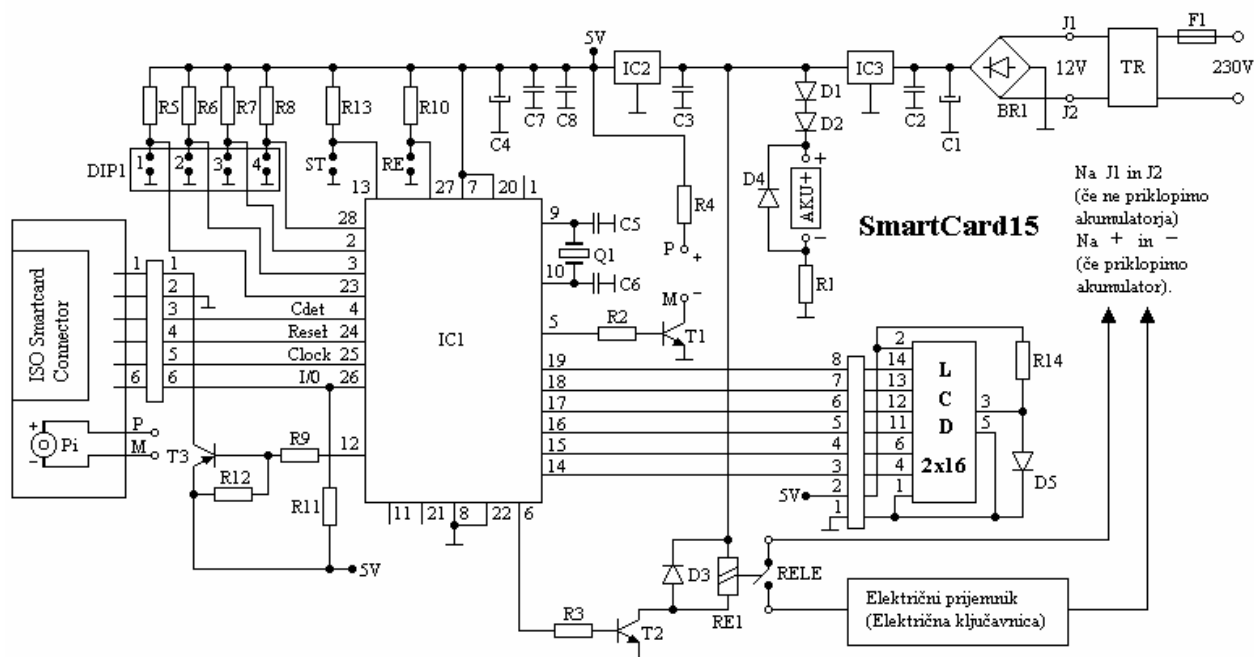 J1
F1
5V
IC2
IC3
12V
TR
230V
J2
BR1
R5
R6
R7
R8
R13
R10
C4
C7
C8
C3
D1
D2
C2
C1
DIP1
1
2
3
4
ST
RE
13
27
7
20
1
D4
+
AKU+
−
R4
P
+
M
−
R1
SmartCard15
Na J1 in J2
(če ne priklopimo
akumulatorja)
Na + in −
(če priklopimo
akumulator).
28
2
3
23
4
24
25
26
Cdet
Reset
Clock
I/O
ISO Smartcard
Connector
1
6
1
2
3
4
5
6
IC1
9
10
5
C5
Q1
C6
R2
T1
19
18
17
16
15
14
8
7
6
5
4
3
2
1
2
14
13
12
11
6
4
1
L
C
D
2x16
3
5
R14
D5
5V
+
Pi
−
P
M
T3
R9
12
R12
R11
5V
11
21
8
22
6
D3
RE1
RELE
R3
T2
Električni prijemnik
(Električna ključavnica)